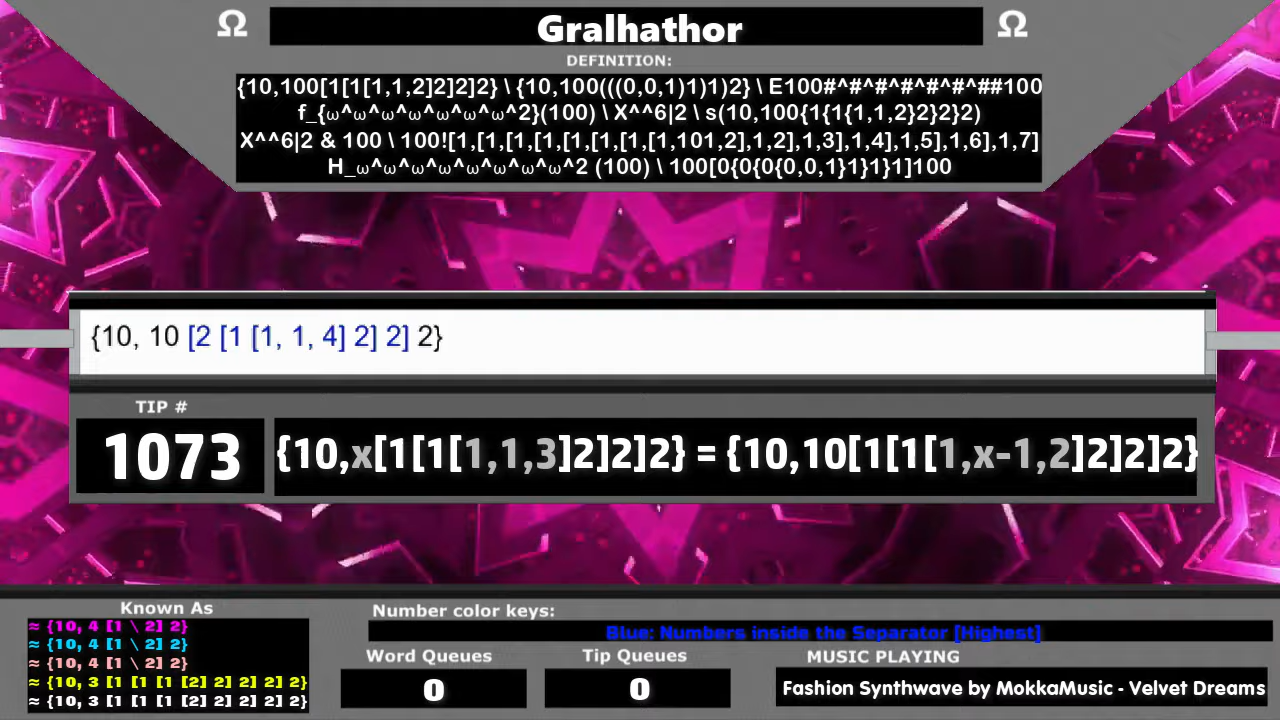 Ω Gralhathor Ω
DEFINITION:
{10,100[1[1[1,1,2]2]2]2} \ {10,100(((0,0,1)1)1)2} \ E100#^#^#^#^#^#^##100
f_{ω^ω^ω^ω^ω^ω^ω^2}(100) \ X^^6|2 \ s(10,100{1{1{1,1,2}2}2}2)
X^^6|2 & 100 \ 100![1,[1,[1,[1,[1,[1,[1,[1,101,2],1,2],1,3],1,4],1,5],1,6],1,7]
H_ω^ω^ω^ω^ω^ω^ω^ω^2 (100) \ 100[0{0{0{0,0,1}1}1}1]100
{10, 10 [2 [1 [1, 1, 4] 2] 2] 2}
TIP #
1073
{10,x[1[1[1,1,3]2]2]2} = {10,10[1[1[1,x-1,2]2]2]2}
Known As
≈ {10, 4 [1 \ 2] 2}
≈ {10, 4 [1 \ 2] 2}
≈ {10, 4 [1 \ 2] 2}
≈ {10, 3 [1 [1 [1 [2] 2] 2] 2] 2}
≈ {10, 3 [1 [1 [1 [2] 2] 2] 2] 2}
Number color keys:
Blue: Numbers inside the Separator [Highest]
Word Queues
0
Tip Queues
0
MUSIC PLAYING
Fashion Synthwave by MokkaMusic - Velvet Dreams